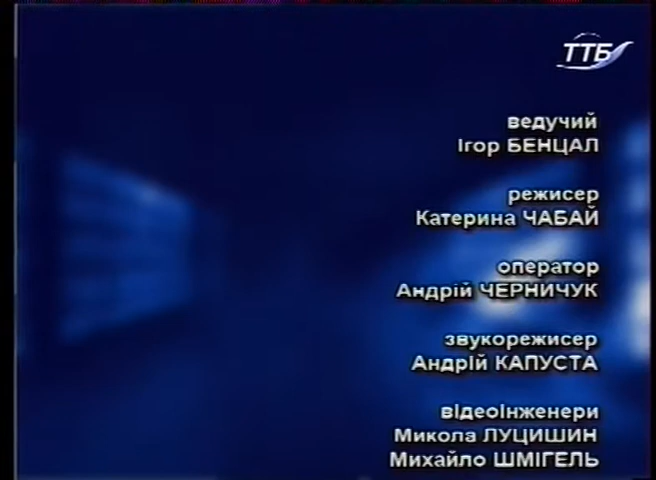 ТТБ
ведучий
Ігор БЕНЦАЛ
режисер
Катерина ЧАБАЙ
оператор
Андрій ЧЕРНИЧУК
звукорежисер
Андрій КАПУСТА
відеоінженери
Микола ЛУЦИШИН
Михайло ШМІГЕЛЬ